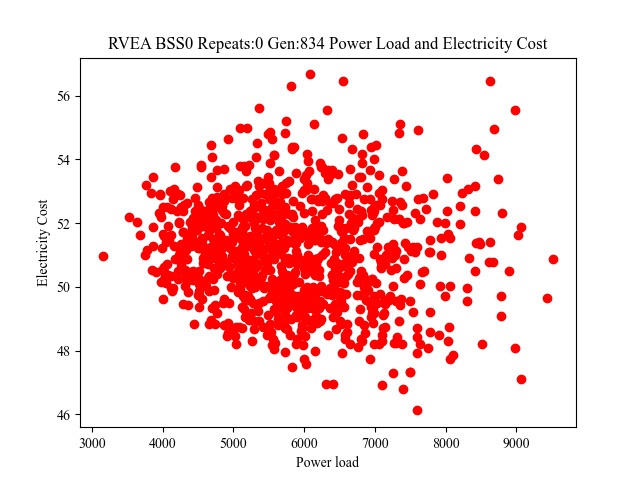 RVEA BSS0 Repeats:0 Gen:834 Power Load and Electricity Cost
56
54
52
50
48
46
Electricity Cost
3000 4000 5000 6000 7000 8000 9000
Power load